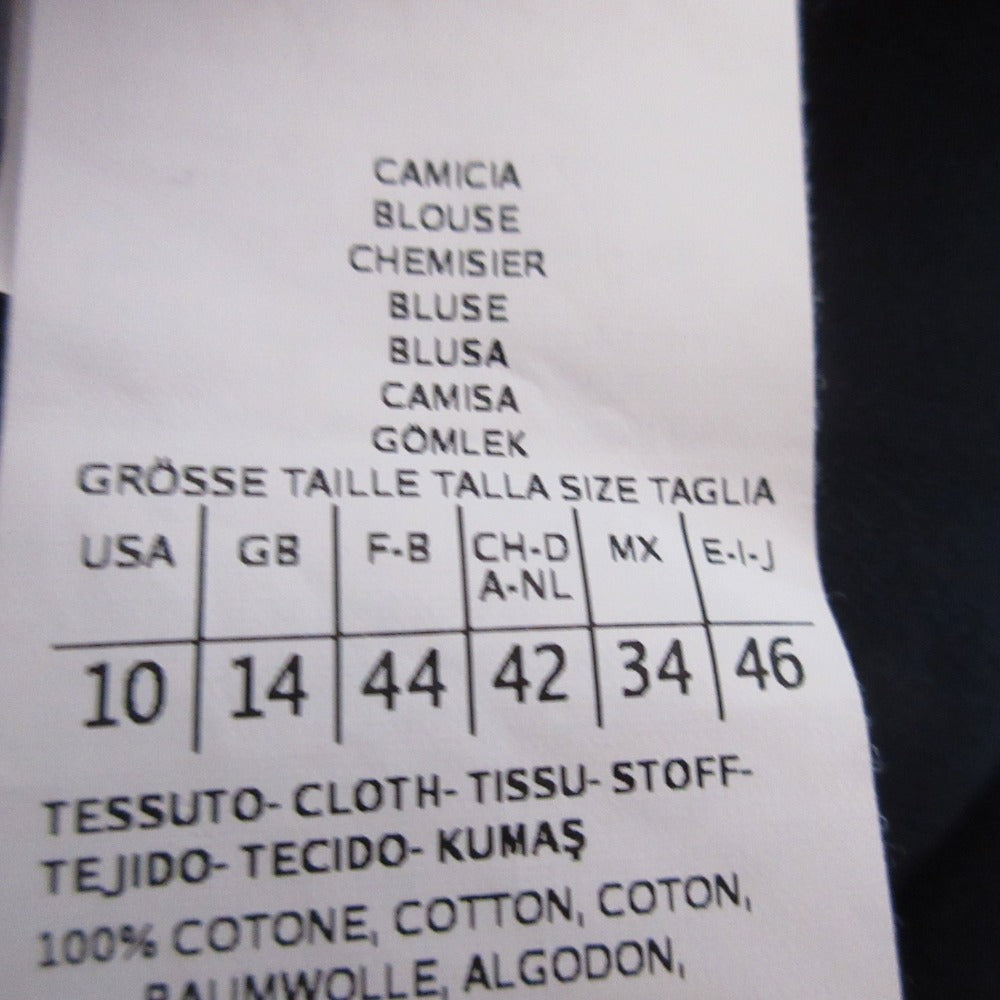 CAMICIA
BLOUSE
CHEMISIER
BLUSE
BLUSA
CAMISA
GÖMLEK
GRÖSSE TAILLE TALLA SIZE TAGLIA
USA GB F-B CH-D MX E-I-J
A-NL
10 14 44 42 34 46
TESSUTO- CLOTH- TISSU- STOFF-
TEJIDO- TECIDO- KUMAŞ
100% COTONE, COTTON, COTON,
BAUMWOLLE, ALGODON,